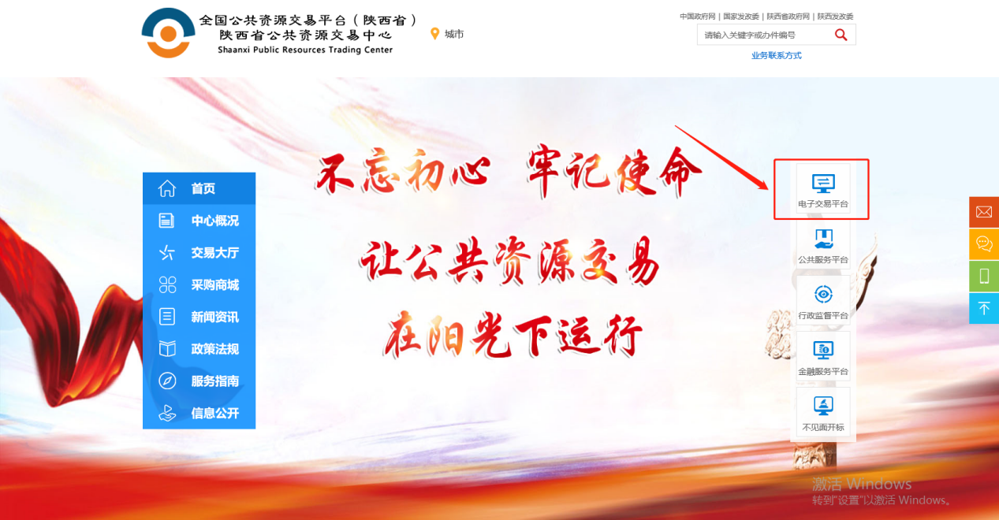 全国公共资源交易平台(陕西省)
陕西省公共资源交易中心
Shaanxi Public Resources Trading Center
城市
中国政府网 | 国家发改委 | 陕西省政府网 | 陕西发改委
请输入关键字或办件编号
业务联系方式
不忘初心 牢记使命
让公共资源交易
在阳光下运行
首页
中心概况
交易大厅
采购商城
新闻资讯
政策法规
服务指南
信息公开
电子交易平台
公共服务平台
行政监督平台
金融服务平台
不见面开标
激活 Windows
转到"设置"以激活 Windows。